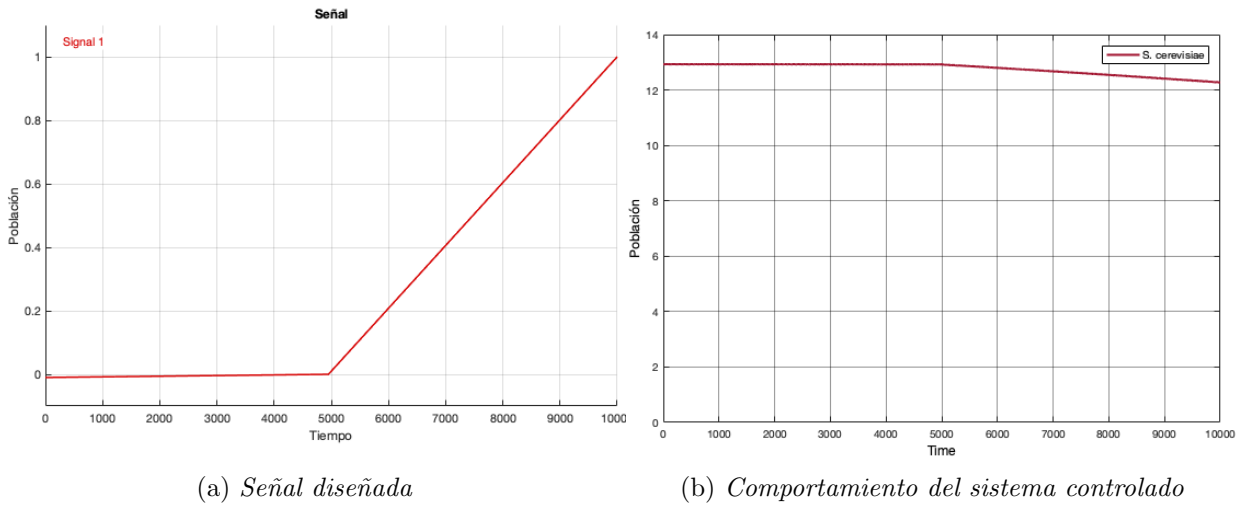 Señal
Signal 1
1
0.8
0.6
0.4
0.2
0
Población
0 1000 2000 3000 4000 5000 6000 7000 8000 9000 1000
Tiempo
(a) Señal diseñada
S. cerevisiae
14
12
10
8
6
4
2
0
Población
0 1000 2000 3000 4000 5000 6000 7000 8000 9000 10000
Time
(b) Comportamiento del sistema controlado